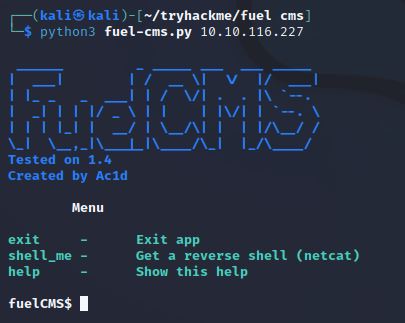 ┌──(kali㉿kali)-[~/tryhackme/fuel cms]
└─$ python3 fuel-cms.py 10.10.116.227
FuelCMS
Tested on 1.4
Created by Ac1d
Menu
exit - Exit app
shell_me - Get a reverse shell (netcat)
help - Show this help
fuelCMS$